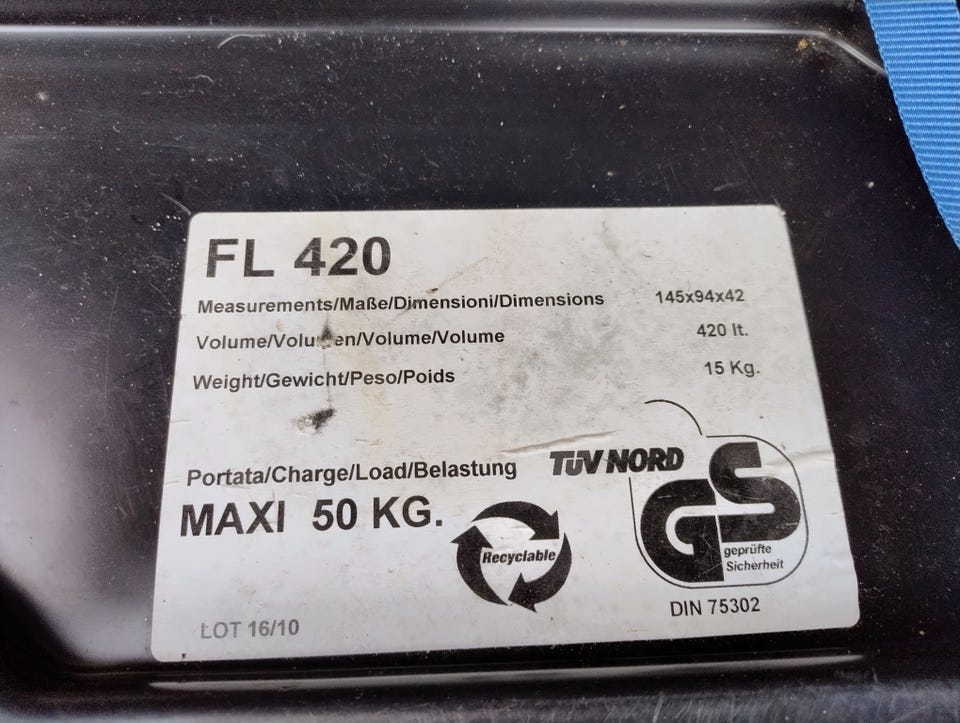 FL 420
Measurements/Maße/Dimensioni/Dimensions 145x94x42
Volume/Volumen/Volume/Volume 420 lt.
Weight/Gewicht/Peso/Poids 15 Kg.
Portata/Charge/Load/Belastung
MAXI 50 KG.
Recyclable
TÜV NORD
GS
geprüfte
Sicherheit
DIN 75302
LOT 16/10